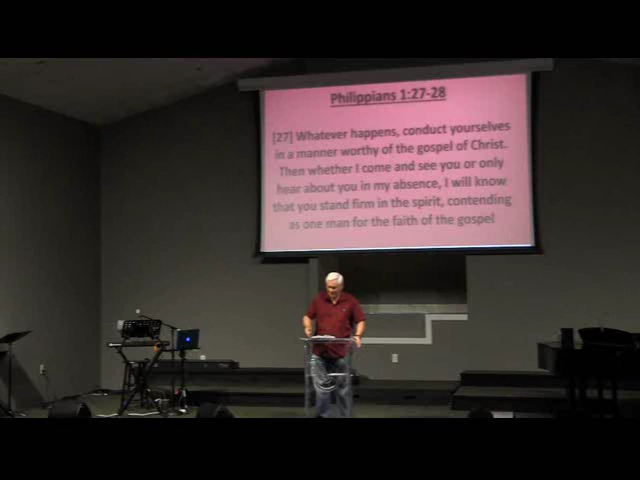 Philippians 1:27-28
[27] Whatever happens, conduct yourselves
in a manner worthy of the gospel of Christ.
Then whether I come and see you or only
hear about you in my absence, I will know
that you stand firm in the spirit, contending
as one man for the faith of the gospel